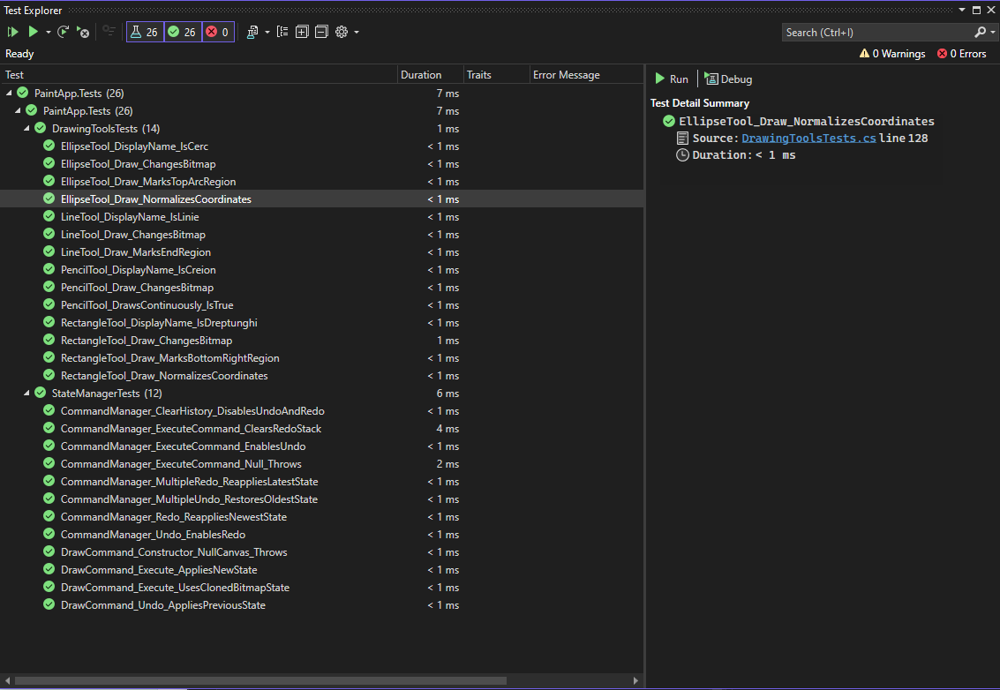 Test Explorer
26 26 0
Search (Ctrl+I)
Ready
0 Warnings 0 Errors
Test Duration Traits Error Message
Run Debug
Test Detail Summary
EllipseTool_Draw_NormalizesCoordinates
Source: DrawingToolsTests.cs line 128
Duration: < 1 ms
PaintApp.Tests (26) 7 ms
PaintApp.Tests (26) 7 ms
DrawingToolsTests (14) 1 ms
EllipseTool_DisplayName_IsCerc < 1 ms
EllipseTool_Draw_ChangesBitmap < 1 ms
EllipseTool_Draw_MarksTopArcRegion < 1 ms
EllipseTool_Draw_NormalizesCoordinates < 1 ms
LineTool_DisplayName_IsLinie < 1 ms
LineTool_Draw_ChangesBitmap < 1 ms
LineTool_Draw_MarksEndRegion < 1 ms
PencilTool_DisplayName_IsCreion < 1 ms
PencilTool_Draw_ChangesBitmap < 1 ms
PencilTool_DrawsContinuously_IsTrue < 1 ms
RectangleTool_DisplayName_IsDreptunghi < 1 ms
RectangleTool_Draw_ChangesBitmap 1 ms
RectangleTool_Draw_MarksBottomRightRegion < 1 ms
RectangleTool_Draw_NormalizesCoordinates < 1 ms
StateManagerTests (12) 6 ms
CommandManager_ClearHistory_DisablesUndoAndRedo < 1 ms
CommandManager_ExecuteCommand_ClearsRedoStack 4 ms
CommandManager_ExecuteCommand_EnablesUndo < 1 ms
CommandManager_ExecuteCommand_Null_Throws 2 ms
CommandManager_MultipleRedo_ReappliesLatestState < 1 ms
CommandManager_MultipleUndo_RestoresOldestState < 1 ms
CommandManager_Redo_ReappliesNewestState < 1 ms
CommandManager_Undo_EnablesRedo < 1 ms
DrawCommand_Constructor_NullCanvas_Throws < 1 ms
DrawCommand_Execute_AppliesNewState < 1 ms
DrawCommand_Execute_UsesClonedBitmapState < 1 ms
DrawCommand_Undo_AppliesPreviousState < 1 ms